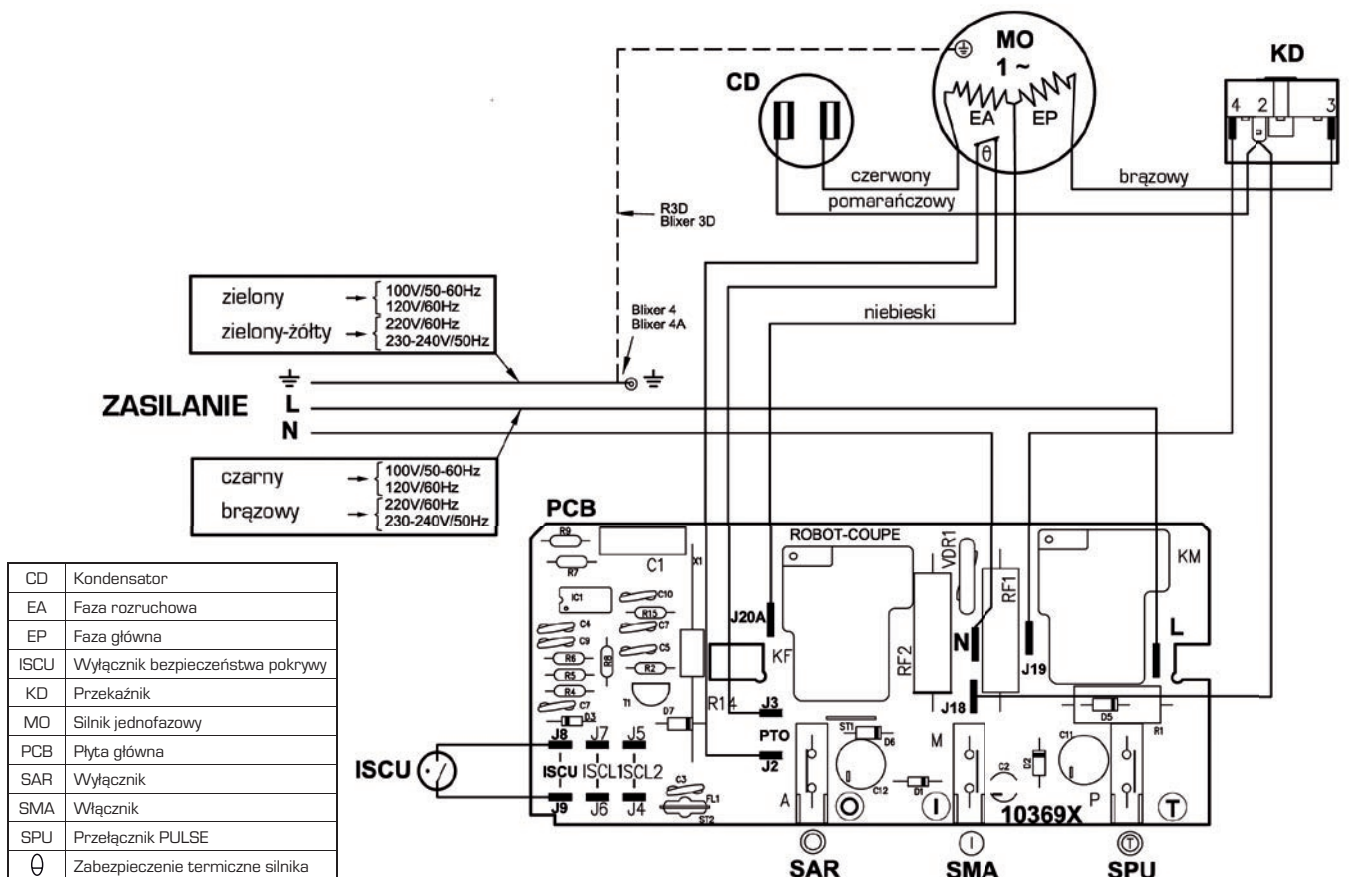 MO
1 ~
EA
EP
θ
CD
KD
4 2 3
czerwony
pomarańczowy
brązowy
R3D
Blixer 3D
zielony
100V/50-60Hz
120V/60Hz
zielony-żółty
220V/60Hz
230-240V/50Hz
Blixer 4
Blixer 4A
niebieski
ZASILANIE
L
N
czarny
100V/50-60Hz
120V/60Hz
brązowy
220V/60Hz
230-240V/50Hz
PCB
ROBOT-COUPE
R9
R7
C1
X1
IC1
C10
R15
C4
C7
C9
C5
R6
R8
R2
R5
R4
T1
C7
D3
D7
R14
J20A
KF
RF2
VDR1
RF1
N
J19
KM
L
J18
J3
PTO
J2
ST1
D6
C12
A
D1
M
C2
D2
C11
P
D5
R1
T
I
10369X
J8 J7 J5
ISCU ISCL1 SCL2
J9 J6 J4
C3
FL1
ST2
ISCU
SAR
I
SMA
T
SPU
CD Kondensator
EA Faza rozruchowa
EP Faza główna
ISCU Wyłącznik bezpieczeństwa pokrywy
KD Przekaźnik
MO Silnik jednofazowy
PCB Płyta główna
SAR Wyłącznik
SMA Włącznik
SPU Przełącznik PULSE
θ Zabezpieczenie termiczne silnika